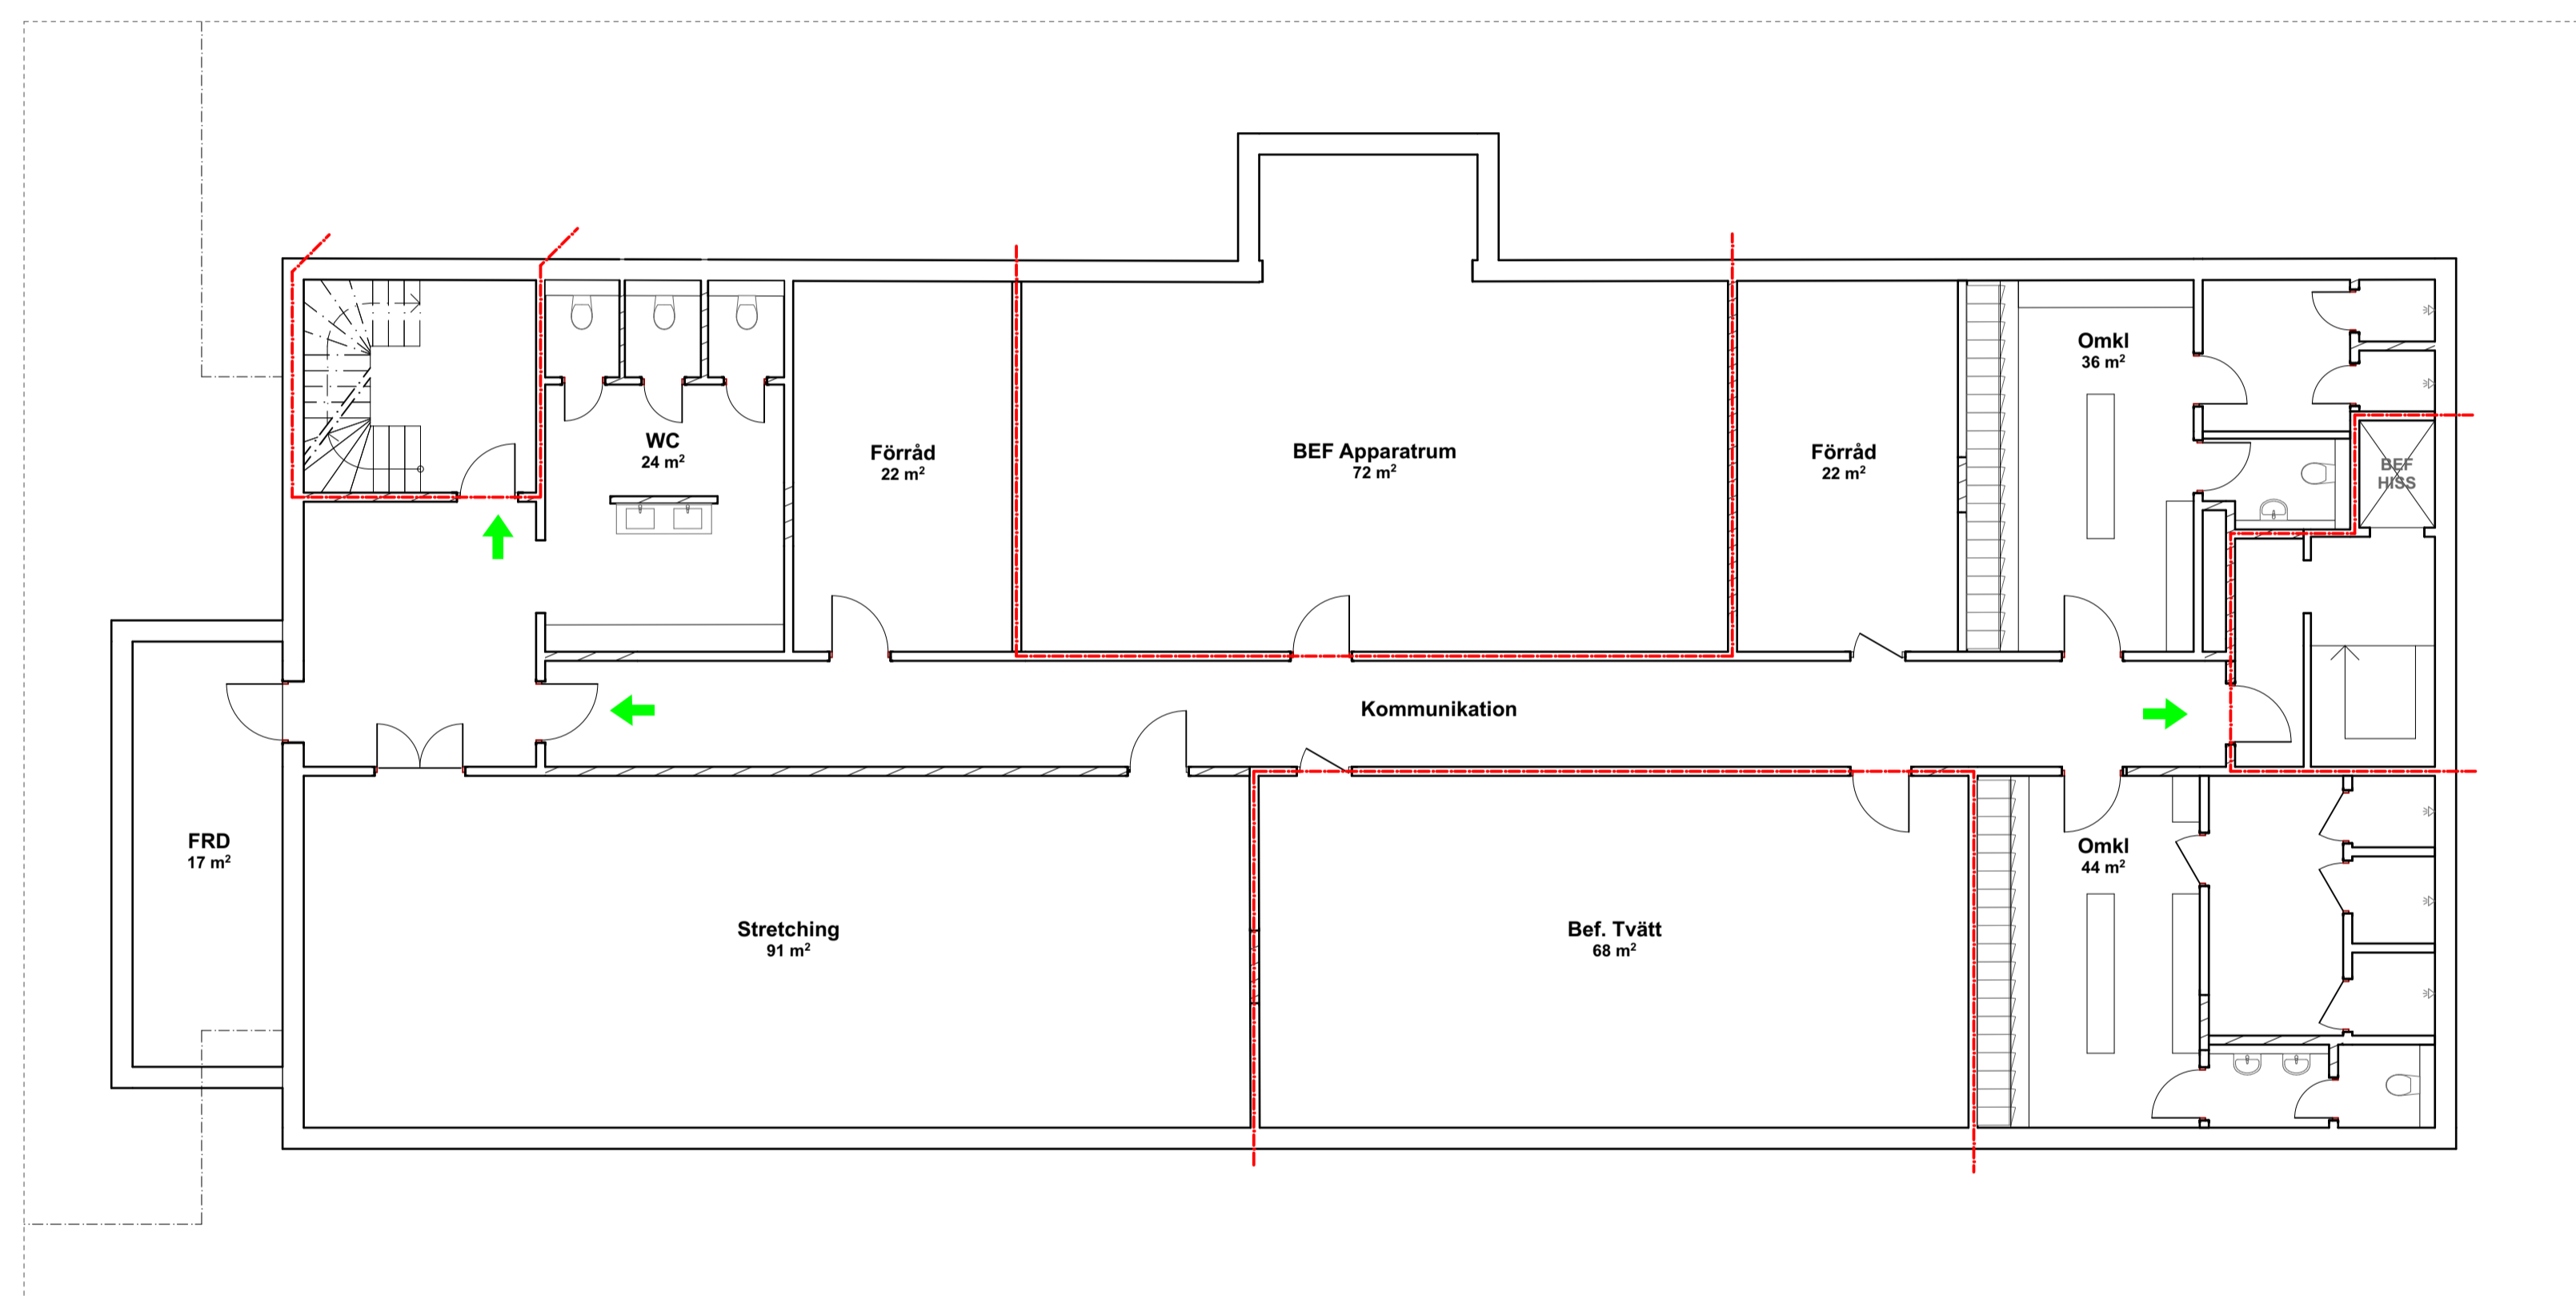 Omkl
36 m²
WC
24 m²
Förråd
22 m²
BEF Apparatrum
72 m²
Förråd
22 m²
BEF
HISS
Kommunikation
FRD
17 m²
Omkl
44 m²
Stretching
91 m²
Bef. Tvätt
68 m²